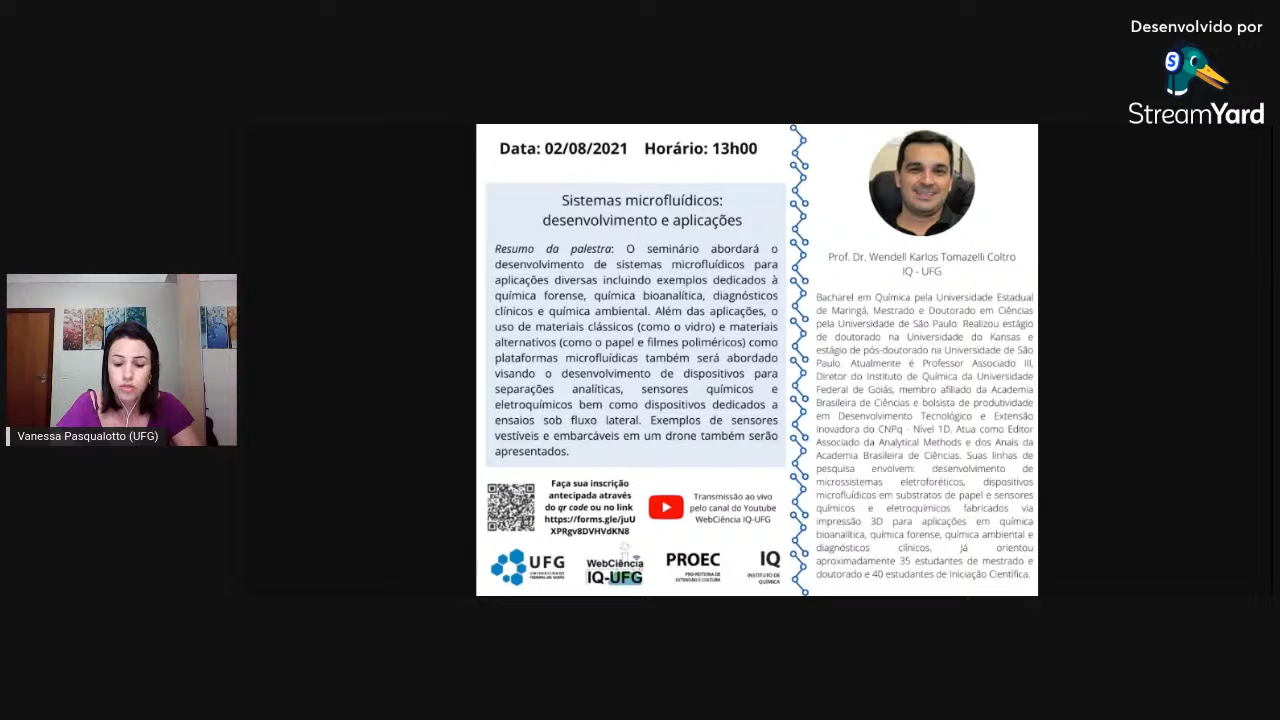 Desenvolvido por
StreamYard
Data: 02/08/2021 Horário: 13h00
Sistemas microfluídicos:
desenvolvimento e aplicações
Resumo da palestra: O seminário abordará o
desenvolvimento de sistemas microfluídicos para
aplicações diversas incluindo exemplos dedicados à
química forense, química bioanalítica, diagnósticos
clínicos e química ambiental. Além das aplicações, o
uso de materiais clássicos (como o vidro) e materiais
alternativos (como o papel e filmes poliméricos) como
plataformas microfluídicas também será abordado
visando o desenvolvimento de dispositivos para
separações analíticas, sensores químicos e
eletroquímicos bem como dispositivos dedicados a
ensaios sob fluxo lateral. Exemplos de sensores
vestíveis e embarcáveis em um drone também serão
apresentados.
Faça sua inscrição
antecipada através
do qr code ou no link
https://forms.gle/juU
XPRgv8DVHVdKN8
Transmissão ao vivo
pelo canal do Youtube
WebCiência IQ-UFG
UFG
UNIVERSIDADE
FEDERAL DE GOIÁS
WebCiência
IQ-UFG
PROEC
PRÓ-REITORIA DE
EXTENSÃO E CULTURA
IQ
INSTITUTO DE
QUÍMICA
Prof. Dr. Wendell Karlos Tomazelli Coltro
IQ - UFG
Bacharel em Química pela Universidade Estadual
de Maringá, Mestrado e Doutorado em Ciências
pela Universidade de São Paulo. Realizou estágio
de doutorado na Universidade do Kansas e
estágio de pós-doutorado na Universidade de São
Paulo. Atualmente é Professor Associado III,
Diretor do Instituto de Química da Universidade
Federal de Goiás, membro afiliado da Academia
Brasileira de Ciências e bolsista de produtividade
em Desenvolvimento Tecnológico e Extensão
Inovadora do CNPq - Nível 1D. Atua como Editor
Associado da Analytical Methods e dos Anais da
Academia Brasileira de Ciências. Suas linhas de
pesquisa envolvem: desenvolvimento de
microssistemas eletroforéticos, dispositivos
microfluídicos em substratos de papel e sensores
químicos e eletroquímicos fabricados via
impressão 3D para aplicações em química
bioanalítica, química forense, química ambiental e
diagnósticos clínicos. Já orientou
aproximadamente 35 estudantes de mestrado e
doutorado e 40 estudantes de Iniciação Científica.
Vanessa Pasqualotto (UFG)